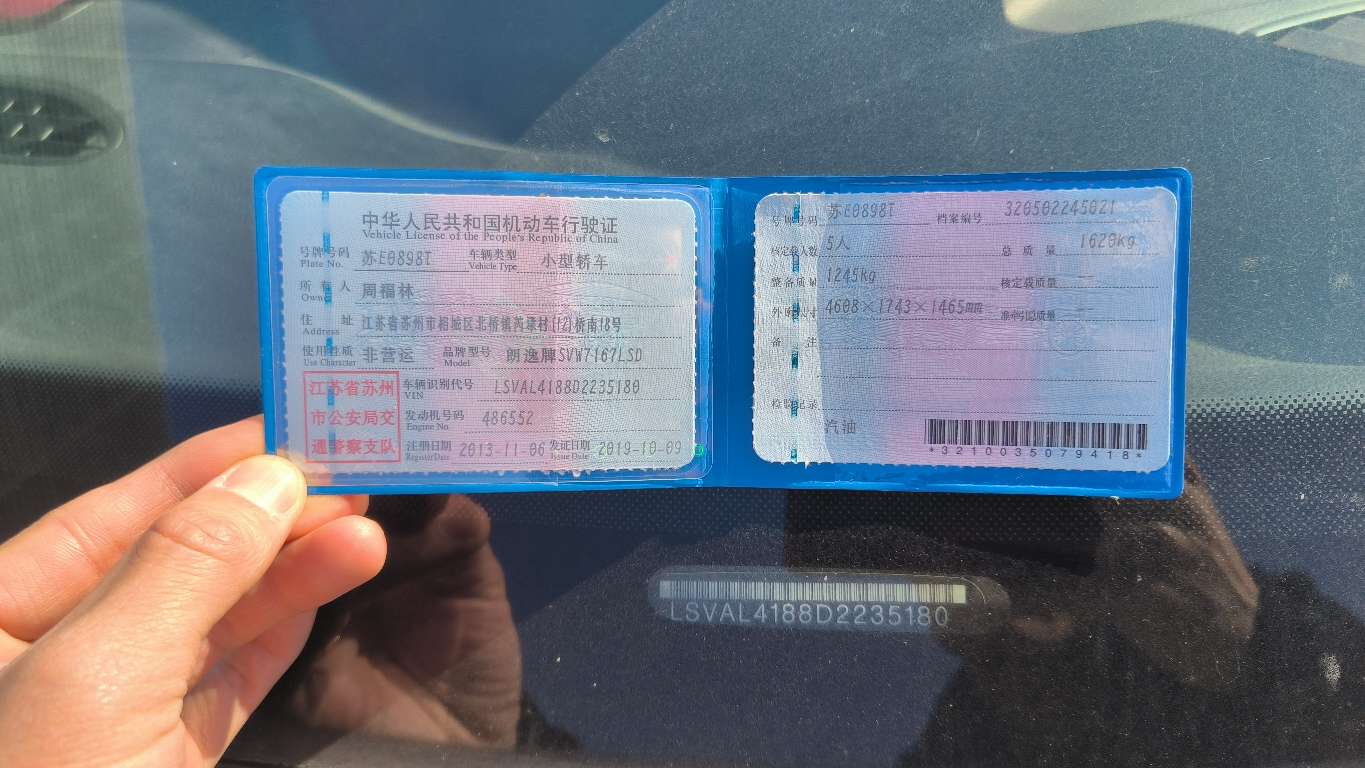 中华人民共和国机动车行驶证
Vehicle License of the People's Republic of China
号牌号码 苏E0898T 车辆类型 小型轿车
Plate No. Vehicle Type
所有人 周福林
Owner
住址 江苏省苏州市相城区北桥镇芮埭村(12)桥南18号
Address
使用性质 非营运 品牌型号 朗逸牌SVW7167LSD
Use Character Model
车辆识别代号 LSVAL4188D2235180
VIN
发动机号码 486552
Engine No.
注册日期 2013-11-06 发证日期 2019-10-09
Register Date Issue Date
江苏省苏州
市公安局交
通警察支队
号牌号码 苏E0898T 档案编号 320502245021
核定载人数 5人 总质量 1620kg
整备质量 1245kg 核定载质量 --
外廓尺寸 4608×1743×1465mm 准牵引总质量 --
备注
检验记录
汽油
*3210035079418*
LSVAL4188D2235180